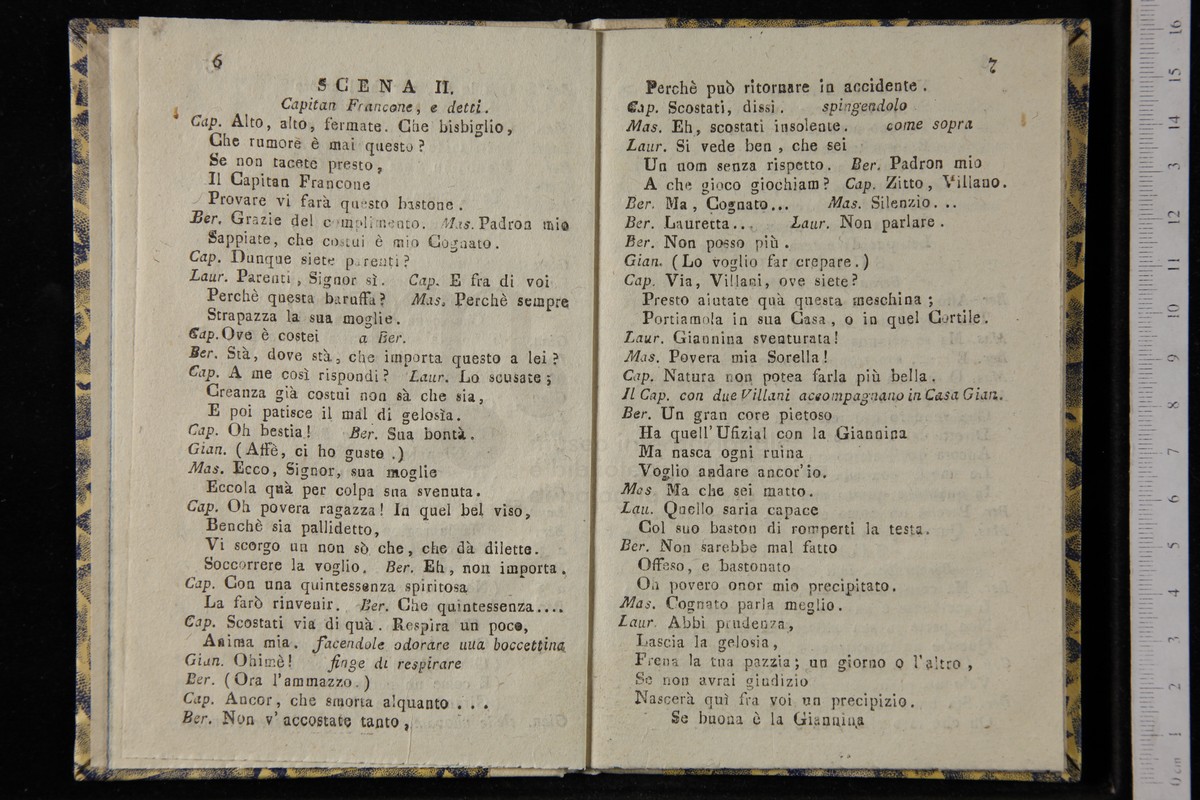 6
SCENA II.
Capitan Francone, e detti.
Cap. Alto, alto, fermate. Che bisbiglio,
Che rumore è mai questo?
Se non tacete presto,
Il Capitan Francone
Provare vi farà questo bastone.
Ber. Grazie del complimento. Mas. Padron mio
Sappiate, che costui è mio Cognato.
Cap. Dunque siete parenti?
Laur. Parenti, Signor sì. Cap. E fra di voi
Perchè questa baruffa? Mas. Perchè sempre
Strapazza la sua moglie.
Cap. Ove è costei a Ber.
Ber. Stà, dove stà, che importa questo a lei?
Cap. A me così rispondi? Laur. Lo scusate;
Creanza già costui non sà che sia,
E poi patisce il mal di gelosìa.
Cap. Oh bestia! Ber. Sua bontà.
Gian. (Affè, ci ho gusto.)
Mas. Ecco, Signor, sua moglie
Eccola quà per colpa sua svenuta.
Cap. Oh povera ragazza! In quel bel viso,
Benchè sia pallidetto,
Vi scorgo un non sò che, che dà diletto.
Soccorrere la voglio. Ber. Eh, non importa.
Cap. Con una quintessenza spiritosa
La farò rinvenir. Ber. Che quintessenza....
Cap. Scostati via di quà. Respira un poco,
Anima mia. facendole odorare una boccettina
Gian. Ohimè! finge di respirare
Ber. (Ora l'ammazzo.)
Cap. Ancor, che smorta alquanto...
Ber. Non v'accostate tanto,
7
Perchè può ritornare in accidente.
Cap. Scostati, dissi. spingendolo
Mas. Eh, scostati insolente. come sopra
Laur. Si vede ben, che sei
Un uom senza rispetto. Ber. Padron mio
A che gioco giochiam? Cap. Zitto, Villano.
Ber. Ma, Cognato... Mas. Silenzio...
Ber. Lauretta... Laur. Non parlare.
Ber. Non posso più.
Gian. (Lo voglio far crepare.)
Cap. Via, Villani, ove siete?
Presto aiutate quà questa meschina;
Portiamola in sua Casa, o in quel Cortile.
Laur. Giannina sventurata!
Mas. Povera mia Sorella!
Cap. Natura non potea farla più bella.
Il Cap. con due Villani accompagnano in Casa Gian.
Ber. Un gran core pietoso
Ha quell'Ufizial con la Giannina
Ma nasca ogni ruina
Voglio andare ancor'io.
Mas Ma che sei matto.
Lau. Quello saria capace
Col suo baston di romperti la testa.
Ber. Non sarebbe mal fatto
Offeso, e bastonato
Oh povero onor mio precipitato.
Mas. Cognato parla meglio.
Laur. Abbi prudenza,
Lascia la gelosia,
Frena la tua pazzia; un giorno o l'altro,
Se non avrai giudizio
Nascerà quì fra voi un precipizio.
Se buona è la Giannina
0 cm 1 2 3 4 5 6 7 8 9 10 11 12 13 14 15 16